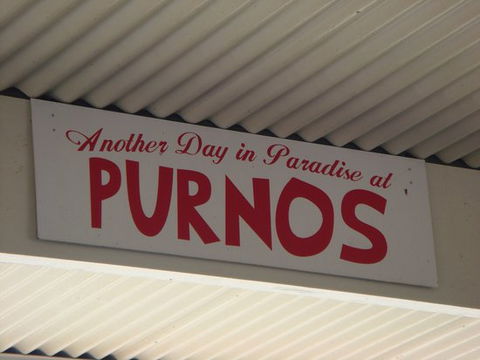 Another Day in Paradise at
PURNOS